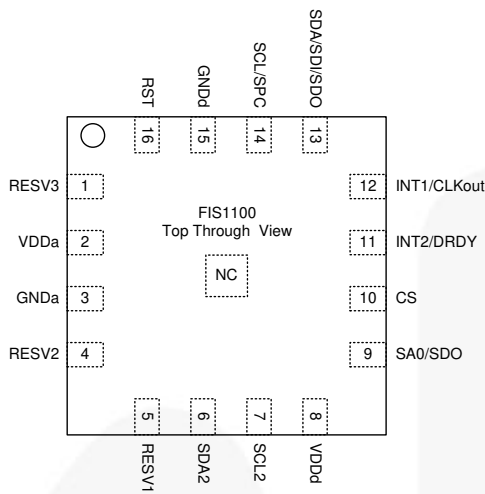 RST
GNDd
SCL/SPC
SDA/SDI/SDO
16
15
14
13
RESV3 1
12 INT1/CLKout
FIS1100
Top Through View
VDDa 2
11 INT2/DRDY
NC
GNDa 3
10 CS
RESV2 4
9 SA0/SDO
5
6
7
8
RESV1
SDA2
SCL2
VDDd